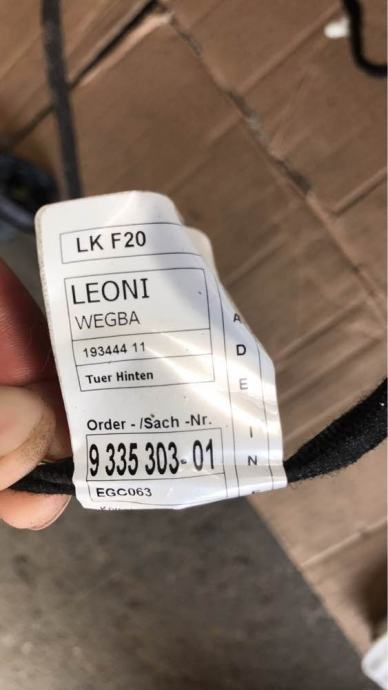 LK F20
LEONI
WEGBA
193444 11
Tuer Hinten
Order - /Sach -Nr.
9 335 303-01
EGC063
A
D
E
I
N